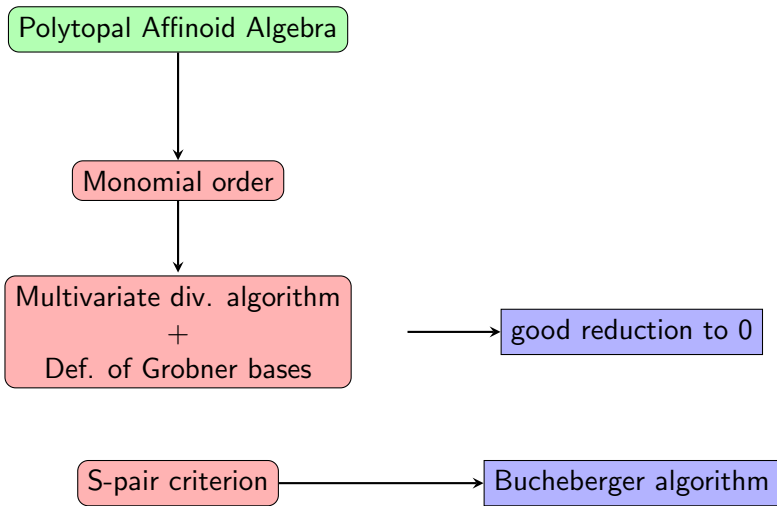 Polytopal Affinoid Algebra
Monomial order
Multivariate div. algorithm
+
Def. of Grobner bases
good reduction to 0
S-pair criterion
Bucheberger algorithm